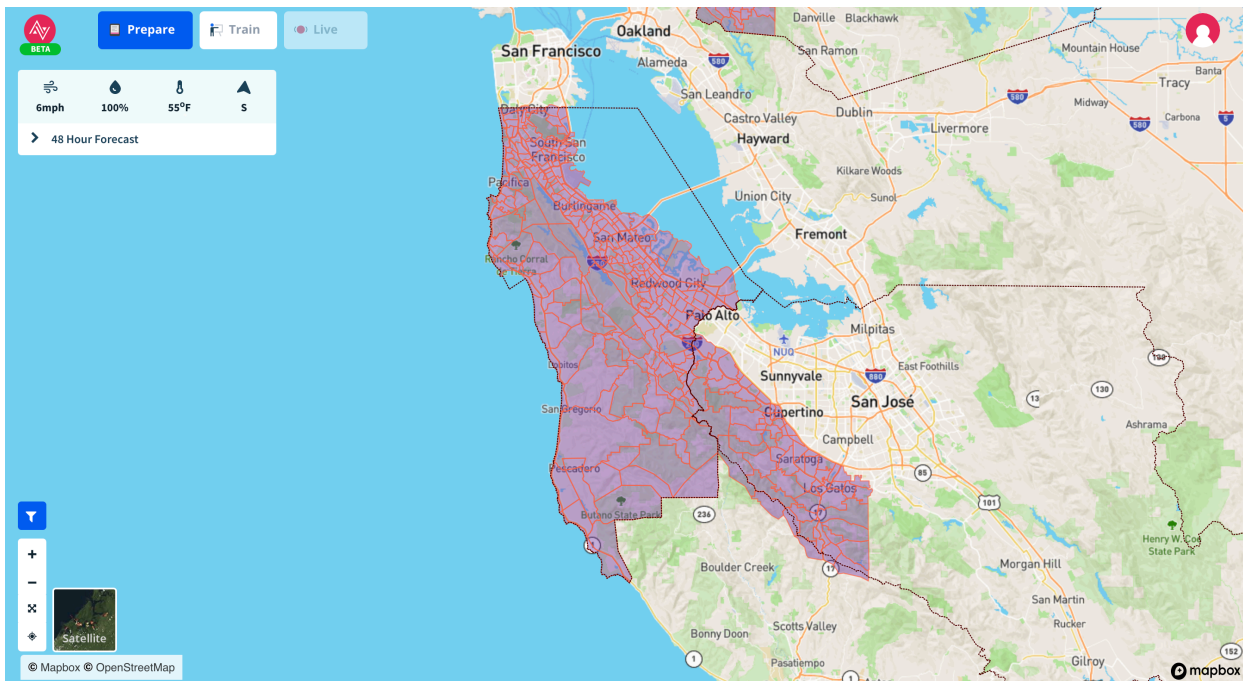 BETA
Prepare
Train
Live
6mph
100%
55°F
S
48 Hour Forecast
Oakland
Danville
Blackhawk
San Francisco
Alameda
580
San Ramon
Mountain House
Banta
Tracy
San Leandro
580
Midway
Daly City
Castro Valley
Dublin
580
Carbona
5
Livermore
Hayward
South San
Francisco
Kilkare Woods
Pacifica
Union City
Sunol
Burlingame
Fremont
San Mateo
Rancho Corral
de Tierra
Redwood City
Palo Alto
Milpitas
NUQ
East Foothills
Lobitos
Sunnyvale
880
130
San José
San Gregorio
Cupertino
Ashrama
Campbell
Saratoga
Pescadero
85
Los Gatos
101
Butano State Park
236
17
Henry W. Coe
State Park
1
Boulder Creek
17
Morgan Hill
San Martin
Rucker
Scotts Valley
Bonny Doon
152
1
Pasatiempo
Gilroy
1
Satellite
© Mapbox © OpenStreetMap
mapbox